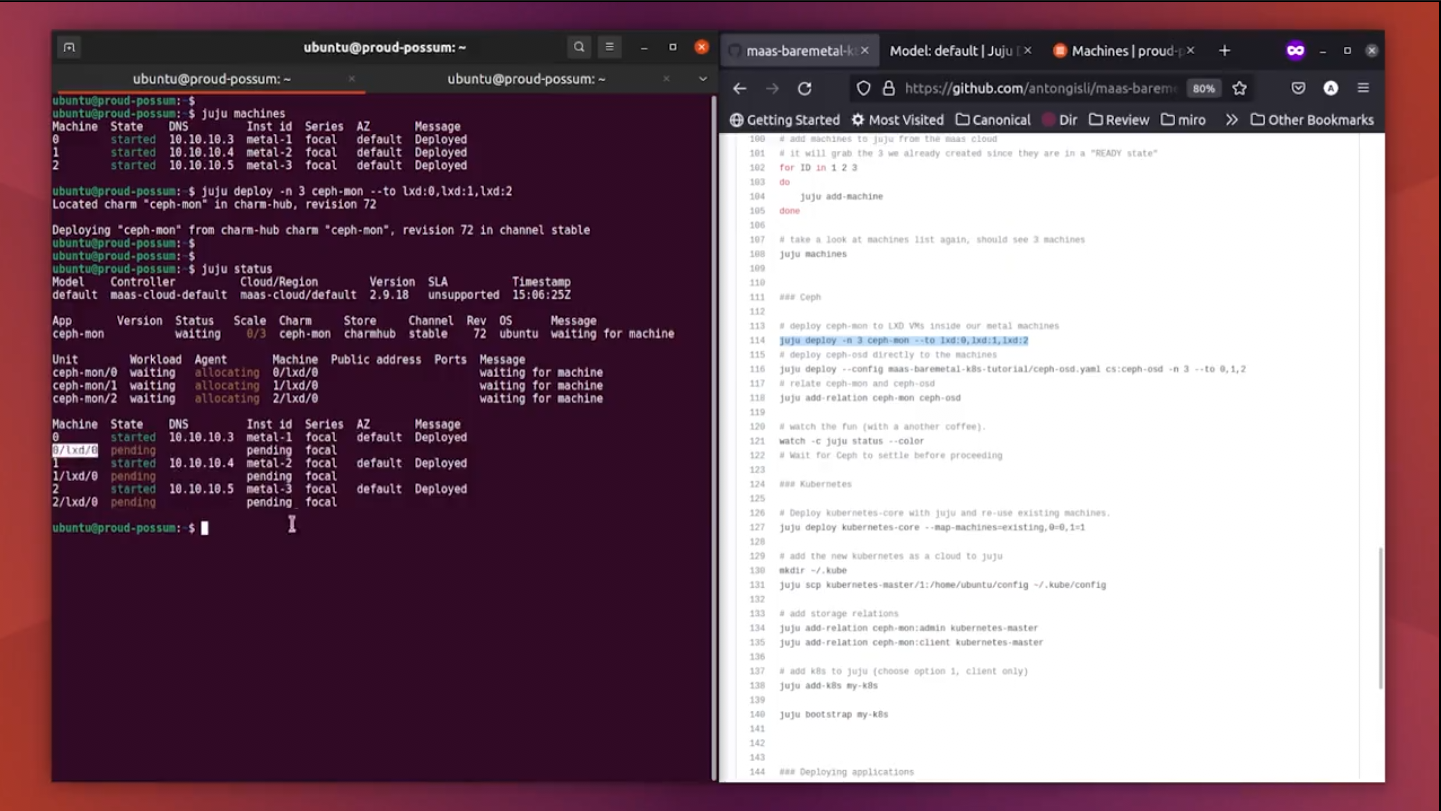 ubuntu@proud-possum: ~
ubuntu@proud-possum: ~ × ubuntu@proud-possum: ~ ×
ubuntu@proud-possum:~$
ubuntu@proud-possum:~$ juju machines
Machine State DNS Inst id Series AZ Message
0 started 10.10.10.3 metal-1 focal default Deployed
1 started 10.10.10.4 metal-2 focal default Deployed
2 started 10.10.10.5 metal-3 focal default Deployed
ubuntu@proud-possum:~$ juju deploy -n 3 ceph-mon --to lxd:0,lxd:1,lxd:2
Located charm "ceph-mon" in charm-hub, revision 72
Deploying "ceph-mon" from charm-hub charm "ceph-mon", revision 72 in channel stable
ubuntu@proud-possum:~$
ubuntu@proud-possum:~$
ubuntu@proud-possum:~$ juju status
Model Controller Cloud/Region Version SLA Timestamp
default maas-cloud-default maas-cloud/default 2.9.18 unsupported 15:06:25Z
App Version Status Scale Charm Store Channel Rev OS Message
ceph-mon waiting 0/3 ceph-mon charmhub stable 72 ubuntu waiting for machine
Unit Workload Agent Machine Public address Ports Message
ceph-mon/0 waiting allocating 0/lxd/0 waiting for machine
ceph-mon/1 waiting allocating 1/lxd/0 waiting for machine
ceph-mon/2 waiting allocating 2/lxd/0 waiting for machine
Machine State DNS Inst id Series AZ Message
0 started 10.10.10.3 metal-1 focal default Deployed
0/lxd/0 pending pending focal
1 started 10.10.10.4 metal-2 focal default Deployed
1/lxd/0 pending pending focal
2 started 10.10.10.5 metal-3 focal default Deployed
2/lxd/0 pending pending focal
ubuntu@proud-possum:~$
maas-baremetal-k Model: default | Juju Machines | proud-p
https://github.com/antongisli/maas-bareme 80%
Getting Started Most Visited Canonical Dir Review miro Other Bookmarks
100 # add machines to juju from the maas cloud
101 # it will grab the 3 we already created since they are in a "READY state"
102 for ID in 1 2 3
103 do
104 juju add-machine
105 done
106
107 # take a look at machines list again, should see 3 machines
108 juju machines
109
110
111 ### Ceph
112
113 # deploy ceph-mon to LXD VMs inside our metal machines
114 juju deploy -n 3 ceph-mon --to lxd:0,lxd:1,lxd:2
115 # deploy ceph-osd directly to the machines
116 juju deploy --config maas-baremetal-k8s-tutorial/ceph-osd.yaml cs:ceph-osd -n 3 --to 0,1,2
117 # relate ceph-mon and ceph-osd
118 juju add-relation ceph-mon ceph-osd
119
120 # watch the fun (with a another coffee).
121 watch -c juju status --color
122 # Wait for Ceph to settle before proceeding
123
124 ### Kubernetes
125
126 # Deploy kubernetes-core with juju and re-use existing machines.
127 juju deploy kubernetes-core --map-machines=existing,0=0,1=1
128
129 # add the new kubernetes as a cloud to juju
130 mkdir ~/.kube
131 juju scp kubernetes-master/1:/home/ubuntu/config ~/.kube/config
132
133 # add storage relations
134 juju add-relation ceph-mon:admin kubernetes-master
135 juju add-relation ceph-mon:client kubernetes-master
136
137 # add k8s to juju (choose option 1, client only)
138 juju add-k8s my-k8s
139
140 juju bootstrap my-k8s
141
142
143
144 ### Deploying applications